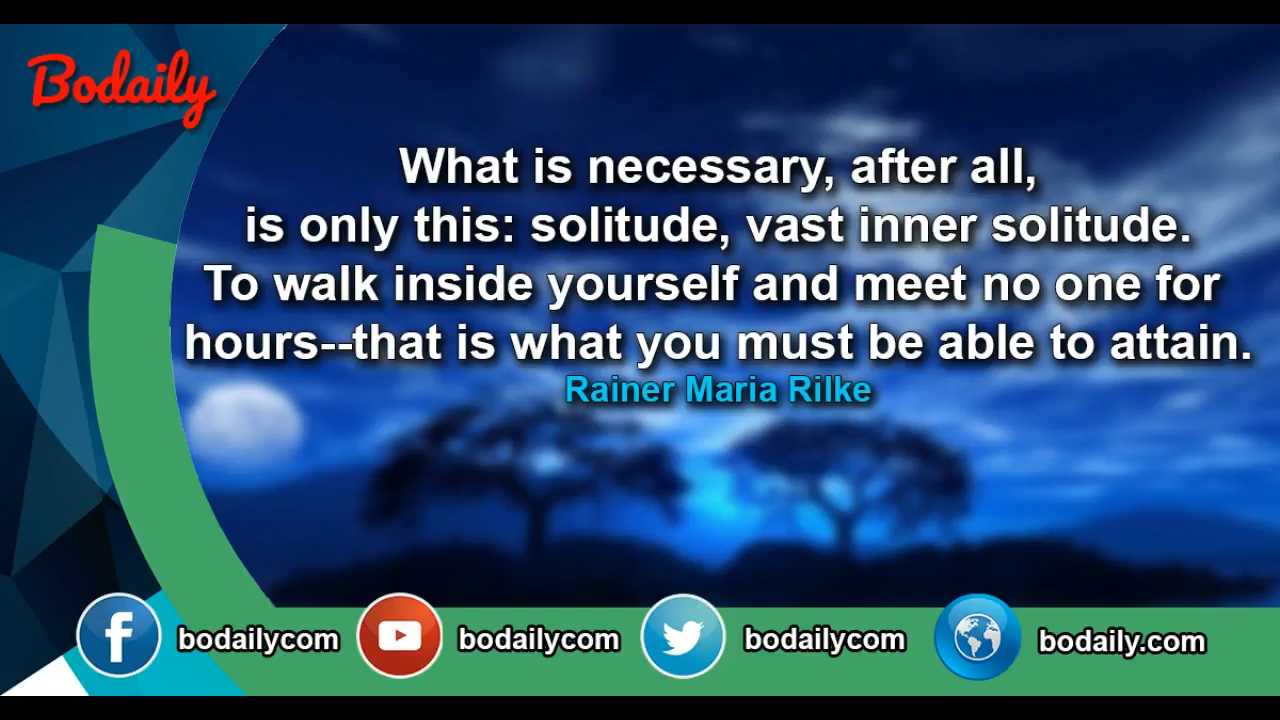 Bodaily
What is necessary, after all,
is only this: solitude, vast inner solitude.
To walk inside yourself and meet no one for
hours--that is what you must be able to attain.
Rainer Maria Rilke
bodailycom bodailycom bodailycom bodaily.com